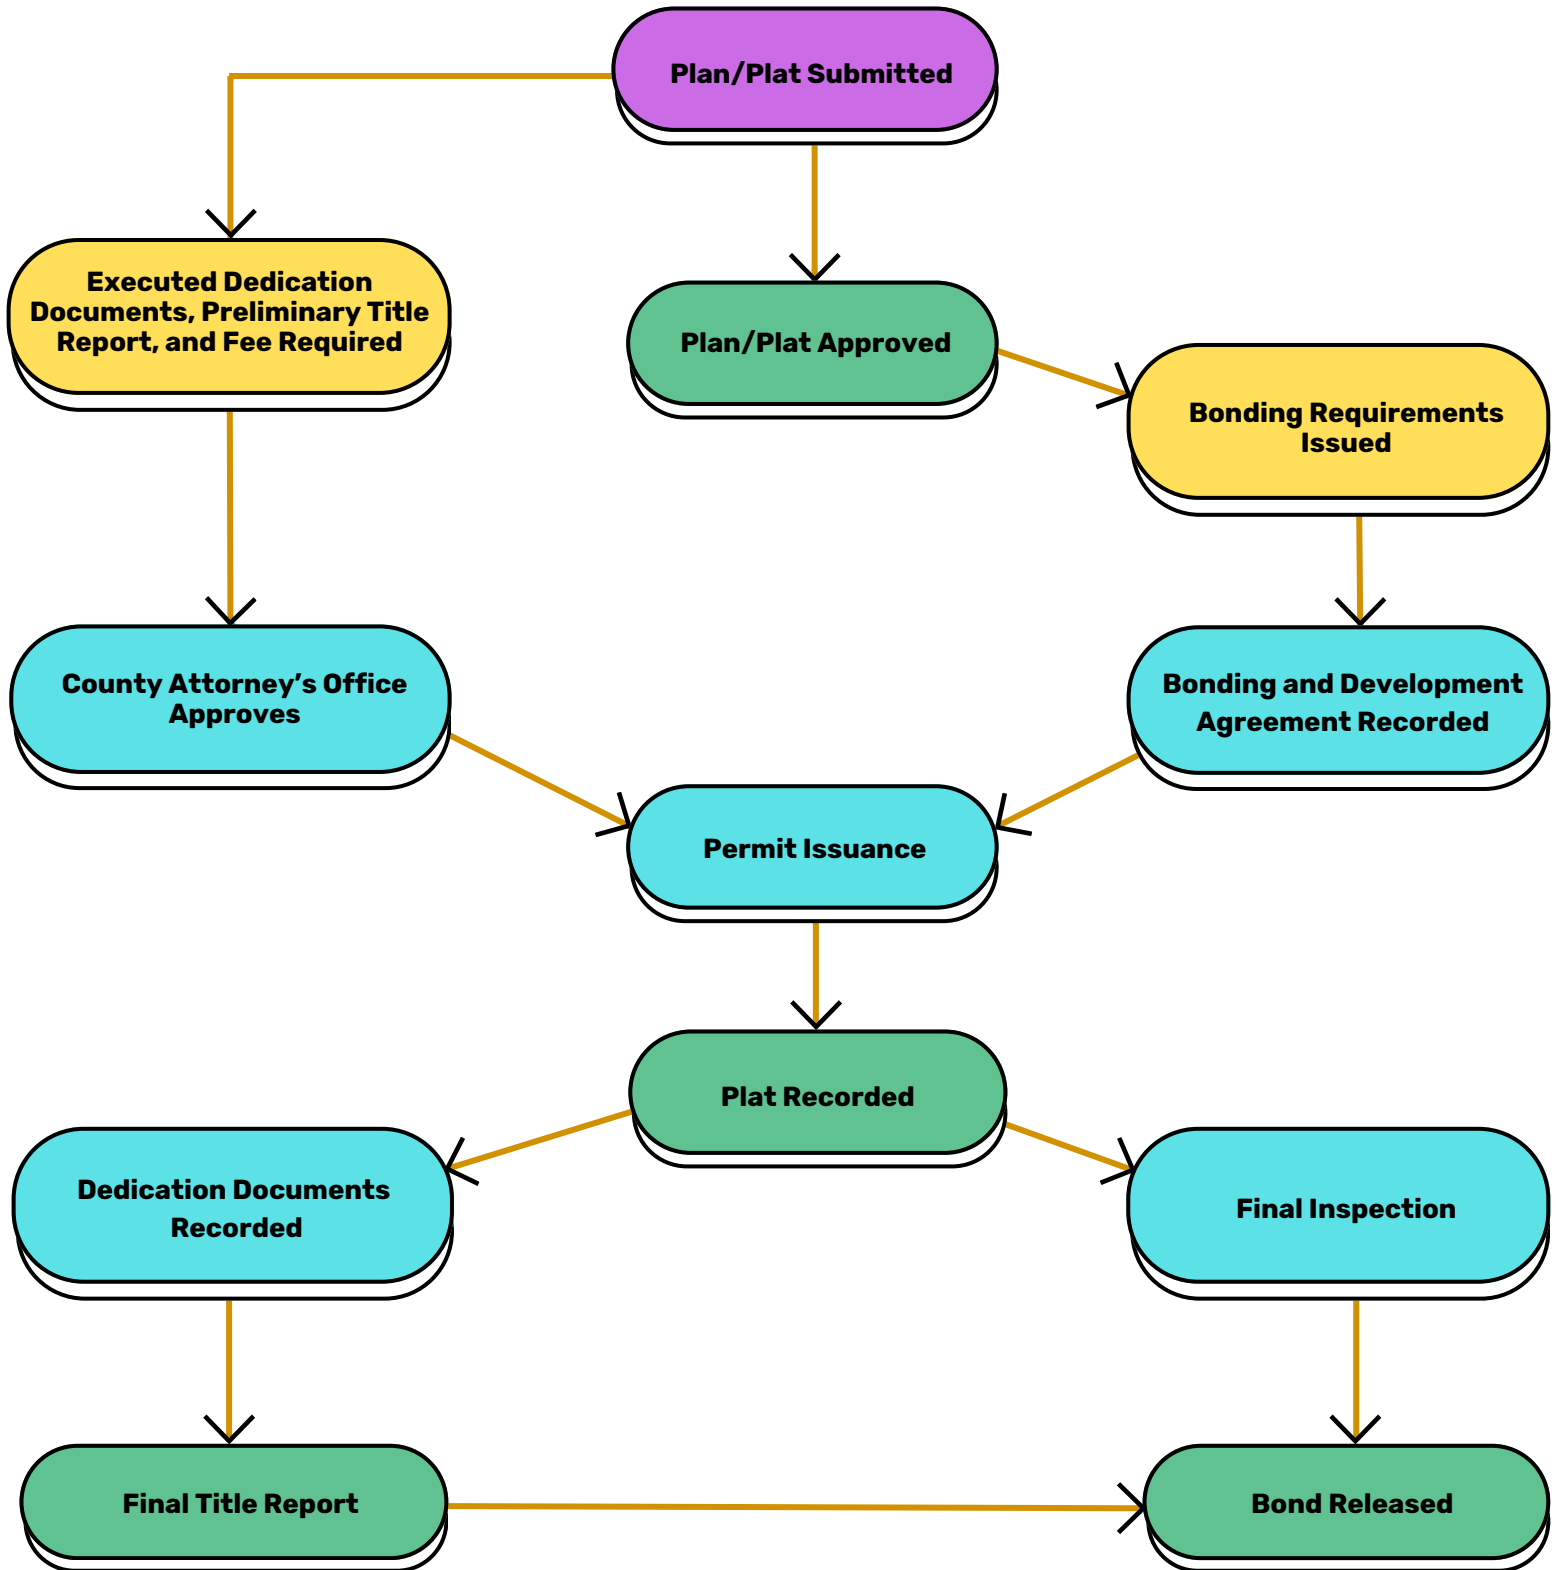 Plan/Plat Submitted
Executed Dedication
Documents, Preliminary Title
Report, and Fee Required
Plan/Plat Approved
Bonding Requirements
Issued
County Attorney’s Office
Approves
Bonding and Development
Agreement Recorded
Permit Issuance
Plat Recorded
Dedication Documents
Recorded
Final Inspection
Final Title Report
Bond Released